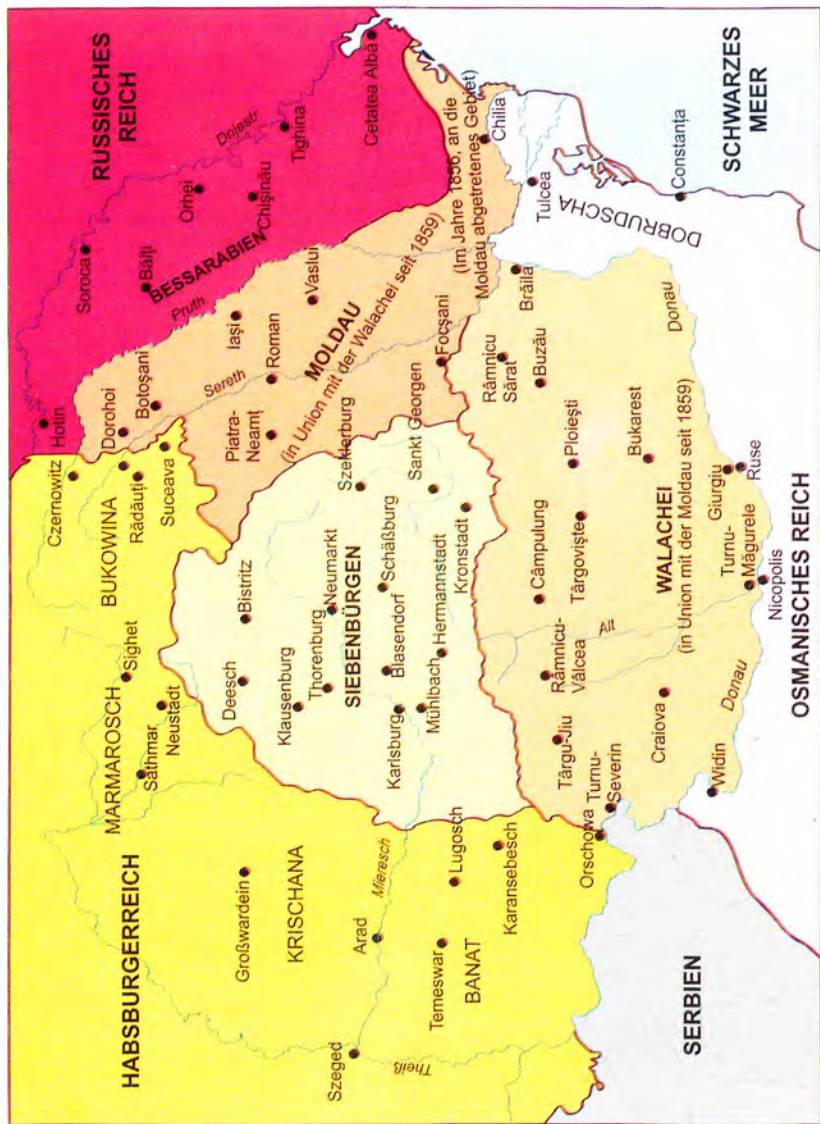 HABSBURGERREICH
RUSSISCHES
REICH
MARMAROSCH
Sighet
Sathmar
Neustadt
BUKOWINA
Czernowitz
Rădăuți
Suceava
Hotin
Dorohoi
Botoșani
Soroca
Bălți
Orhei
BESSARABIEN
Chișinău
Dnjestr
Tighina
Cetatea Albă
Pruth
Großwardein
KRISCHANA
Deesch
Bistritz
Klausenburg
Thorenburg
Neumarkt
SIEBENBÜRGEN
Piatra-
Neamț
Sereth
Iași
Roman
Vaslui
MOLDAU
(in Union mit der Walachei seit 1859)
Szeged
Theiß
Arad
Mieresch
Karlsburg
Blasendorf
Schäßburg
Szeklerburg
Mühlbach
Hermannstadt
Kronstadt
Sankt
Georgen
Focșani
(Im Jahre 1856, an die
Moldau abgetretenes Gebiet)
Chilia
Temeswar
BANAT
Lugosch
Karansebesch
Orschowa
Turnu-
Severin
Târgu-Jiu
Râmnicu-
Vâlcea
Câmpulung
Târgoviște
Ploiești
Râmnicu
Sărat
Buzău
Brăila
Tulcea
DOBRUDSCHA
Constanța
SCHWARZES
MEER
Alt
Craiova
Bukarest
WALACHEI
(in Union mit der Moldau seit 1859)
Donau
Widin
Donau
Turnu-
Măgurele
Nicopolis
Giurgiu
Ruse
SERBIEN
OSMANISCHES REICH